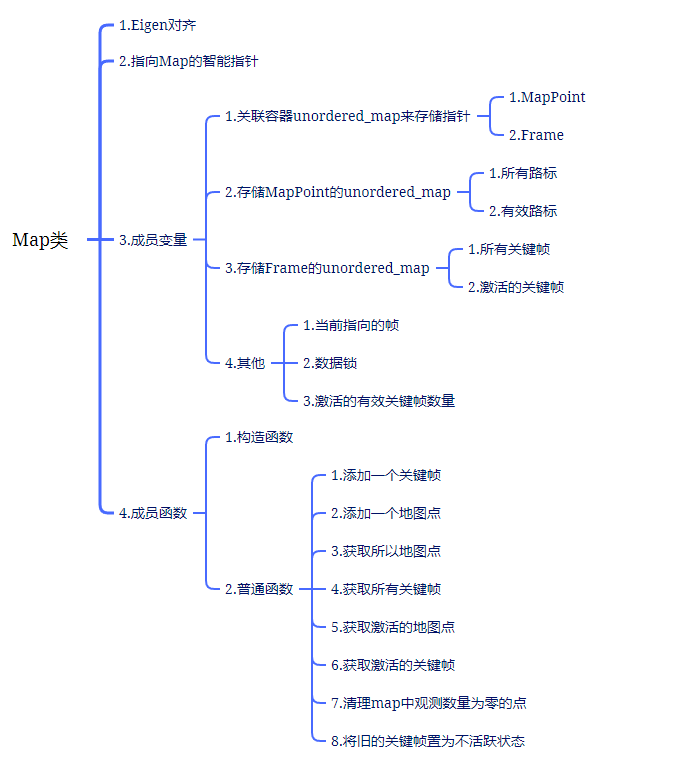 Map类
1.Eigen对齐
2.指向Map的智能指针
3.成员变量
1.关联容器unordered_map来存储指针
1.MapPoint
2.Frame
2.存储MapPoint的unordered_map
1.所有路标
2.有效路标
3.存储Frame的unordered_map
1.所有关键帧
2.激活的关键帧
4.其他
1.当前指向的帧
2.数据锁
3.激活的有效关键帧数量
4.成员函数
1.构造函数
2.普通函数
1.添加一个关键帧
2.添加一个地图点
3.获取所以地图点
4.获取所有关键帧
5.获取激活的地图点
6.获取激活的关键帧
7.清理map中观测数量为零的点
8.将旧的关键帧置为不活跃状态